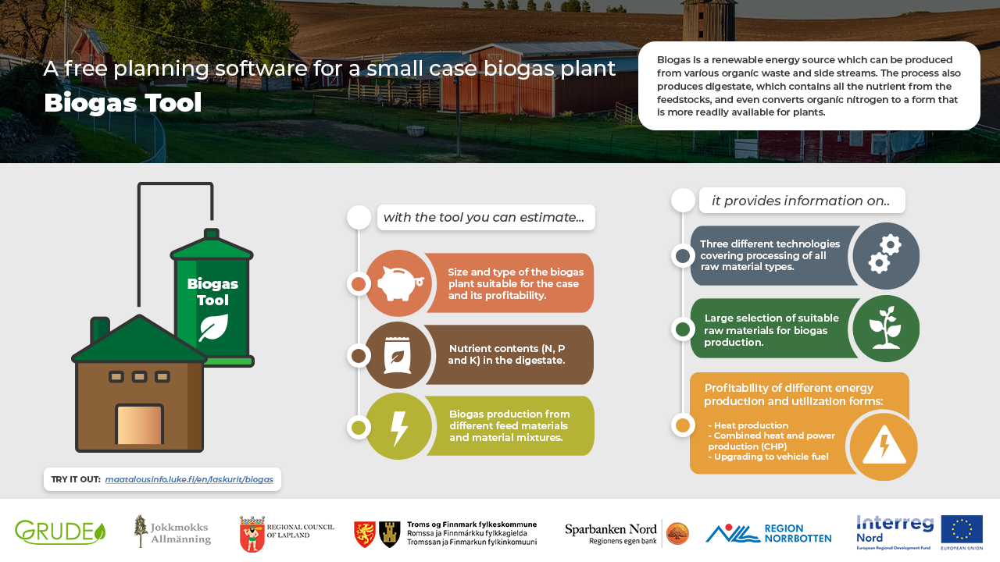 A free planning software for a small case biogas plant
Biogas Tool
Biogas is a renewable energy source which can be produced
from various organic waste and side streams. The process also
produces digestate, which contains all the nutrient from the
feedstocks, and even converts organic nitrogen to a form that
is more readily available for plants.
Biogas
Tool
TRY IT OUT: maatalousinfo.luke.fi/en/laskurit/biogas
with the tool you can estimate...
Size and type of the biogas
plant suitable for the case
and its profitability.
Nutrient contents (N, P
and K) in the digestate.
Biogas production from
different feed materials
and material mixtures.
it provides information on..
Three different technologies
covering processing of all
raw material types.
Large selection of suitable
raw materials for biogas
production.
Profitability of different energy
production and utilization forms:
- Heat production
- Combined heat and power
production (CHP)
- Upgrading to vehicle fuel
GRUDE
Jokkmokks
Allmänning
REGIONAL COUNCIL
OF LAPLAND
Troms og Finnmark fylkeskommune
Romssa ja Finnmárkku fylkkagielda
Tromssan ja Finmarkun fylkinkomuuni
Sparbanken Nord
Regionens egen bank
REGION
NORRBOTTEN
Interreg
Nord
European Regional Development Fund
EUROPEAN UNION